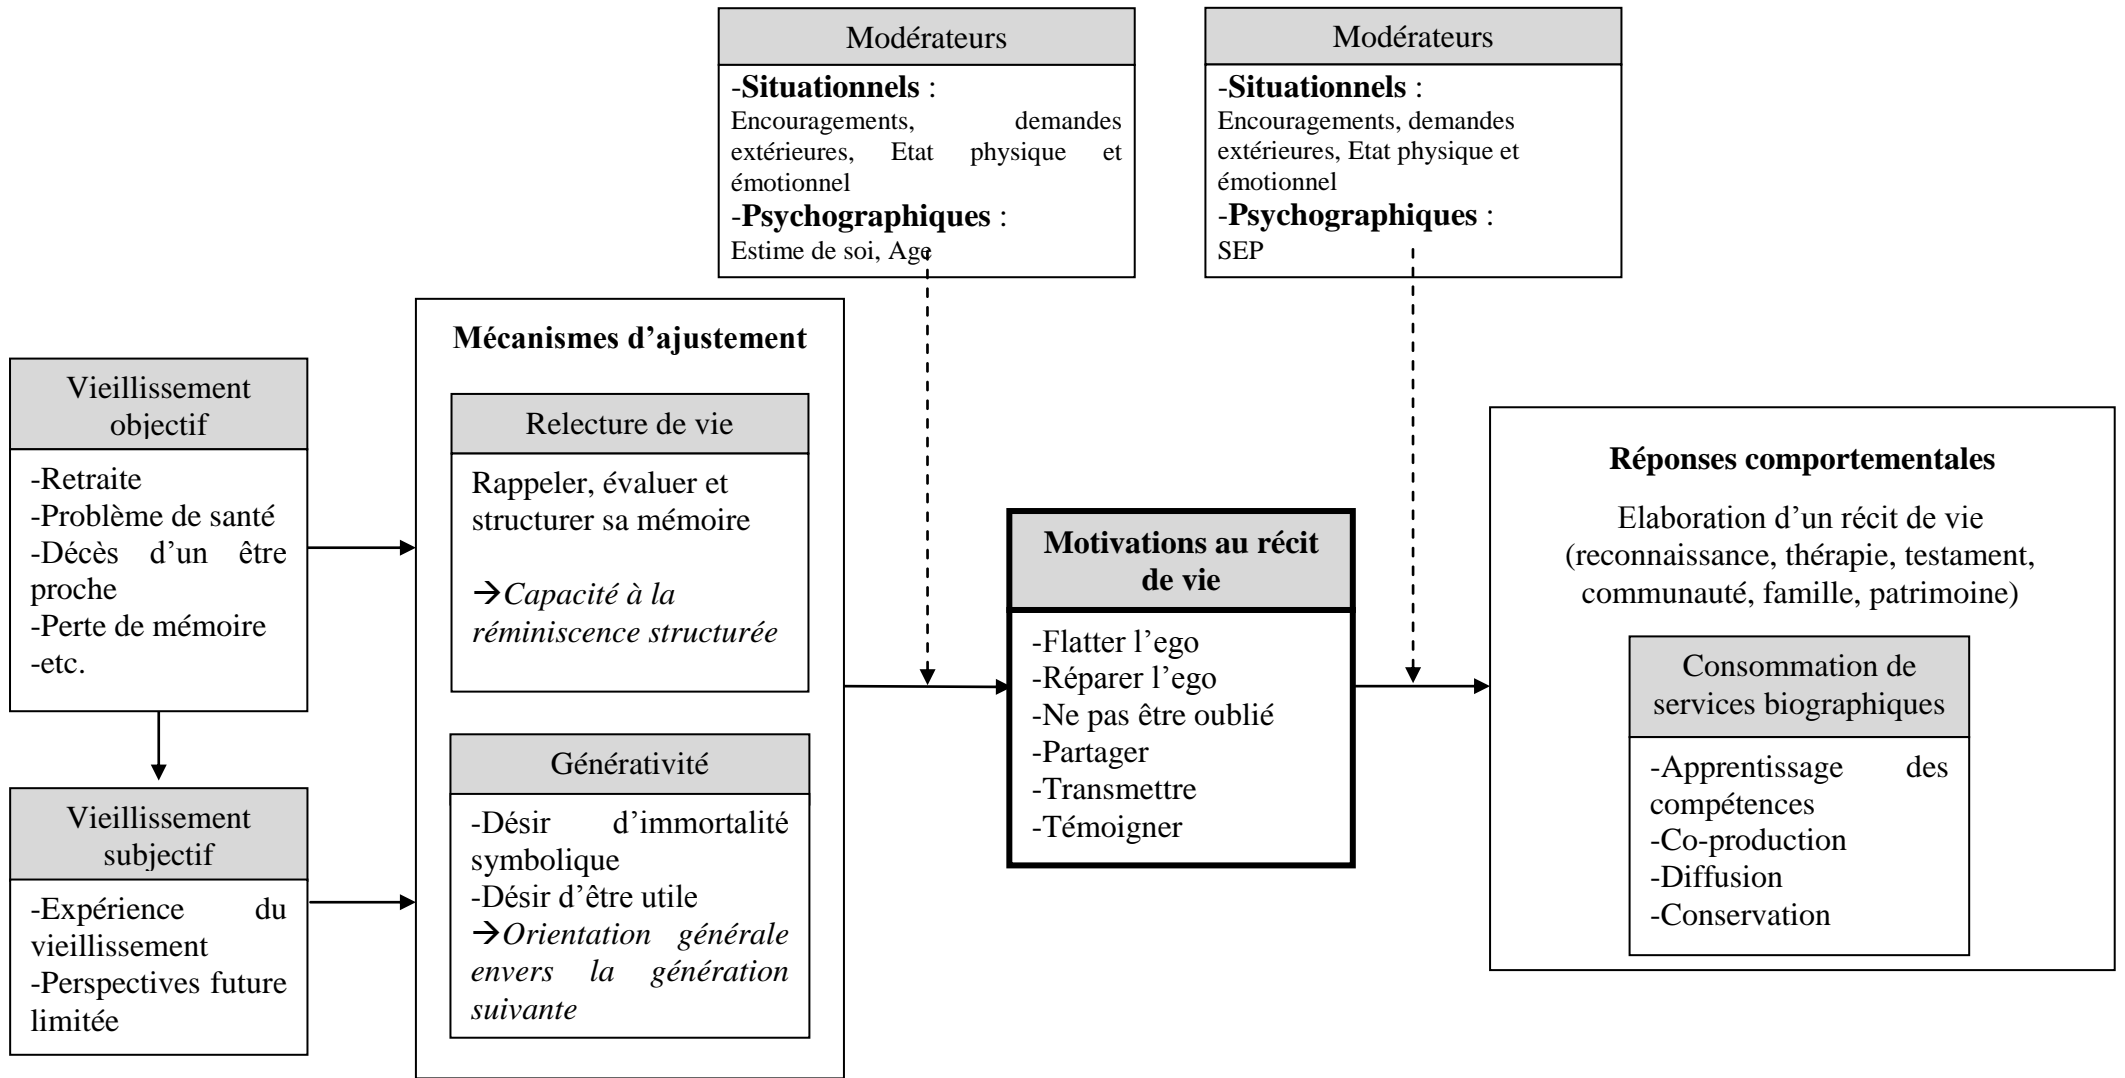 Modérateurs
-Situationnels :
Encouragements, demandes
extérieures, Etat physique et
émotionnel
-Psychographiques :
Estime de soi, Age
Modérateurs
-Situationnels :
Encouragements, demandes
extérieures, Etat physique et
émotionnel
-Psychographiques :
SEP
Vieillissement
objectif
-Retraite
-Problème de santé
-Décès d’un être
proche
-Perte de mémoire
-etc.
Vieillissement
subjectif
-Expérience du
vieillissement
-Perspectives future
limitée
Mécanismes d’ajustement
Relecture de vie
Rappeler, évaluer et
structurer sa mémoire
→Capacité à la
réminiscence structurée
Générativité
-Désir d’immortalité
symbolique
-Désir d’être utile
→Orientation générale
envers la génération
suivante
Motivations au récit
de vie
-Flatter l’ego
-Réparer l’ego
-Ne pas être oublié
-Partager
-Transmettre
-Témoigner
Réponses comportementales
Elaboration d’un récit de vie
(reconnaissance, thérapie, testament,
communauté, famille, patrimoine)
Consommation de
services biographiques
-Apprentissage des
compétences
-Co-production
-Diffusion
-Conservation